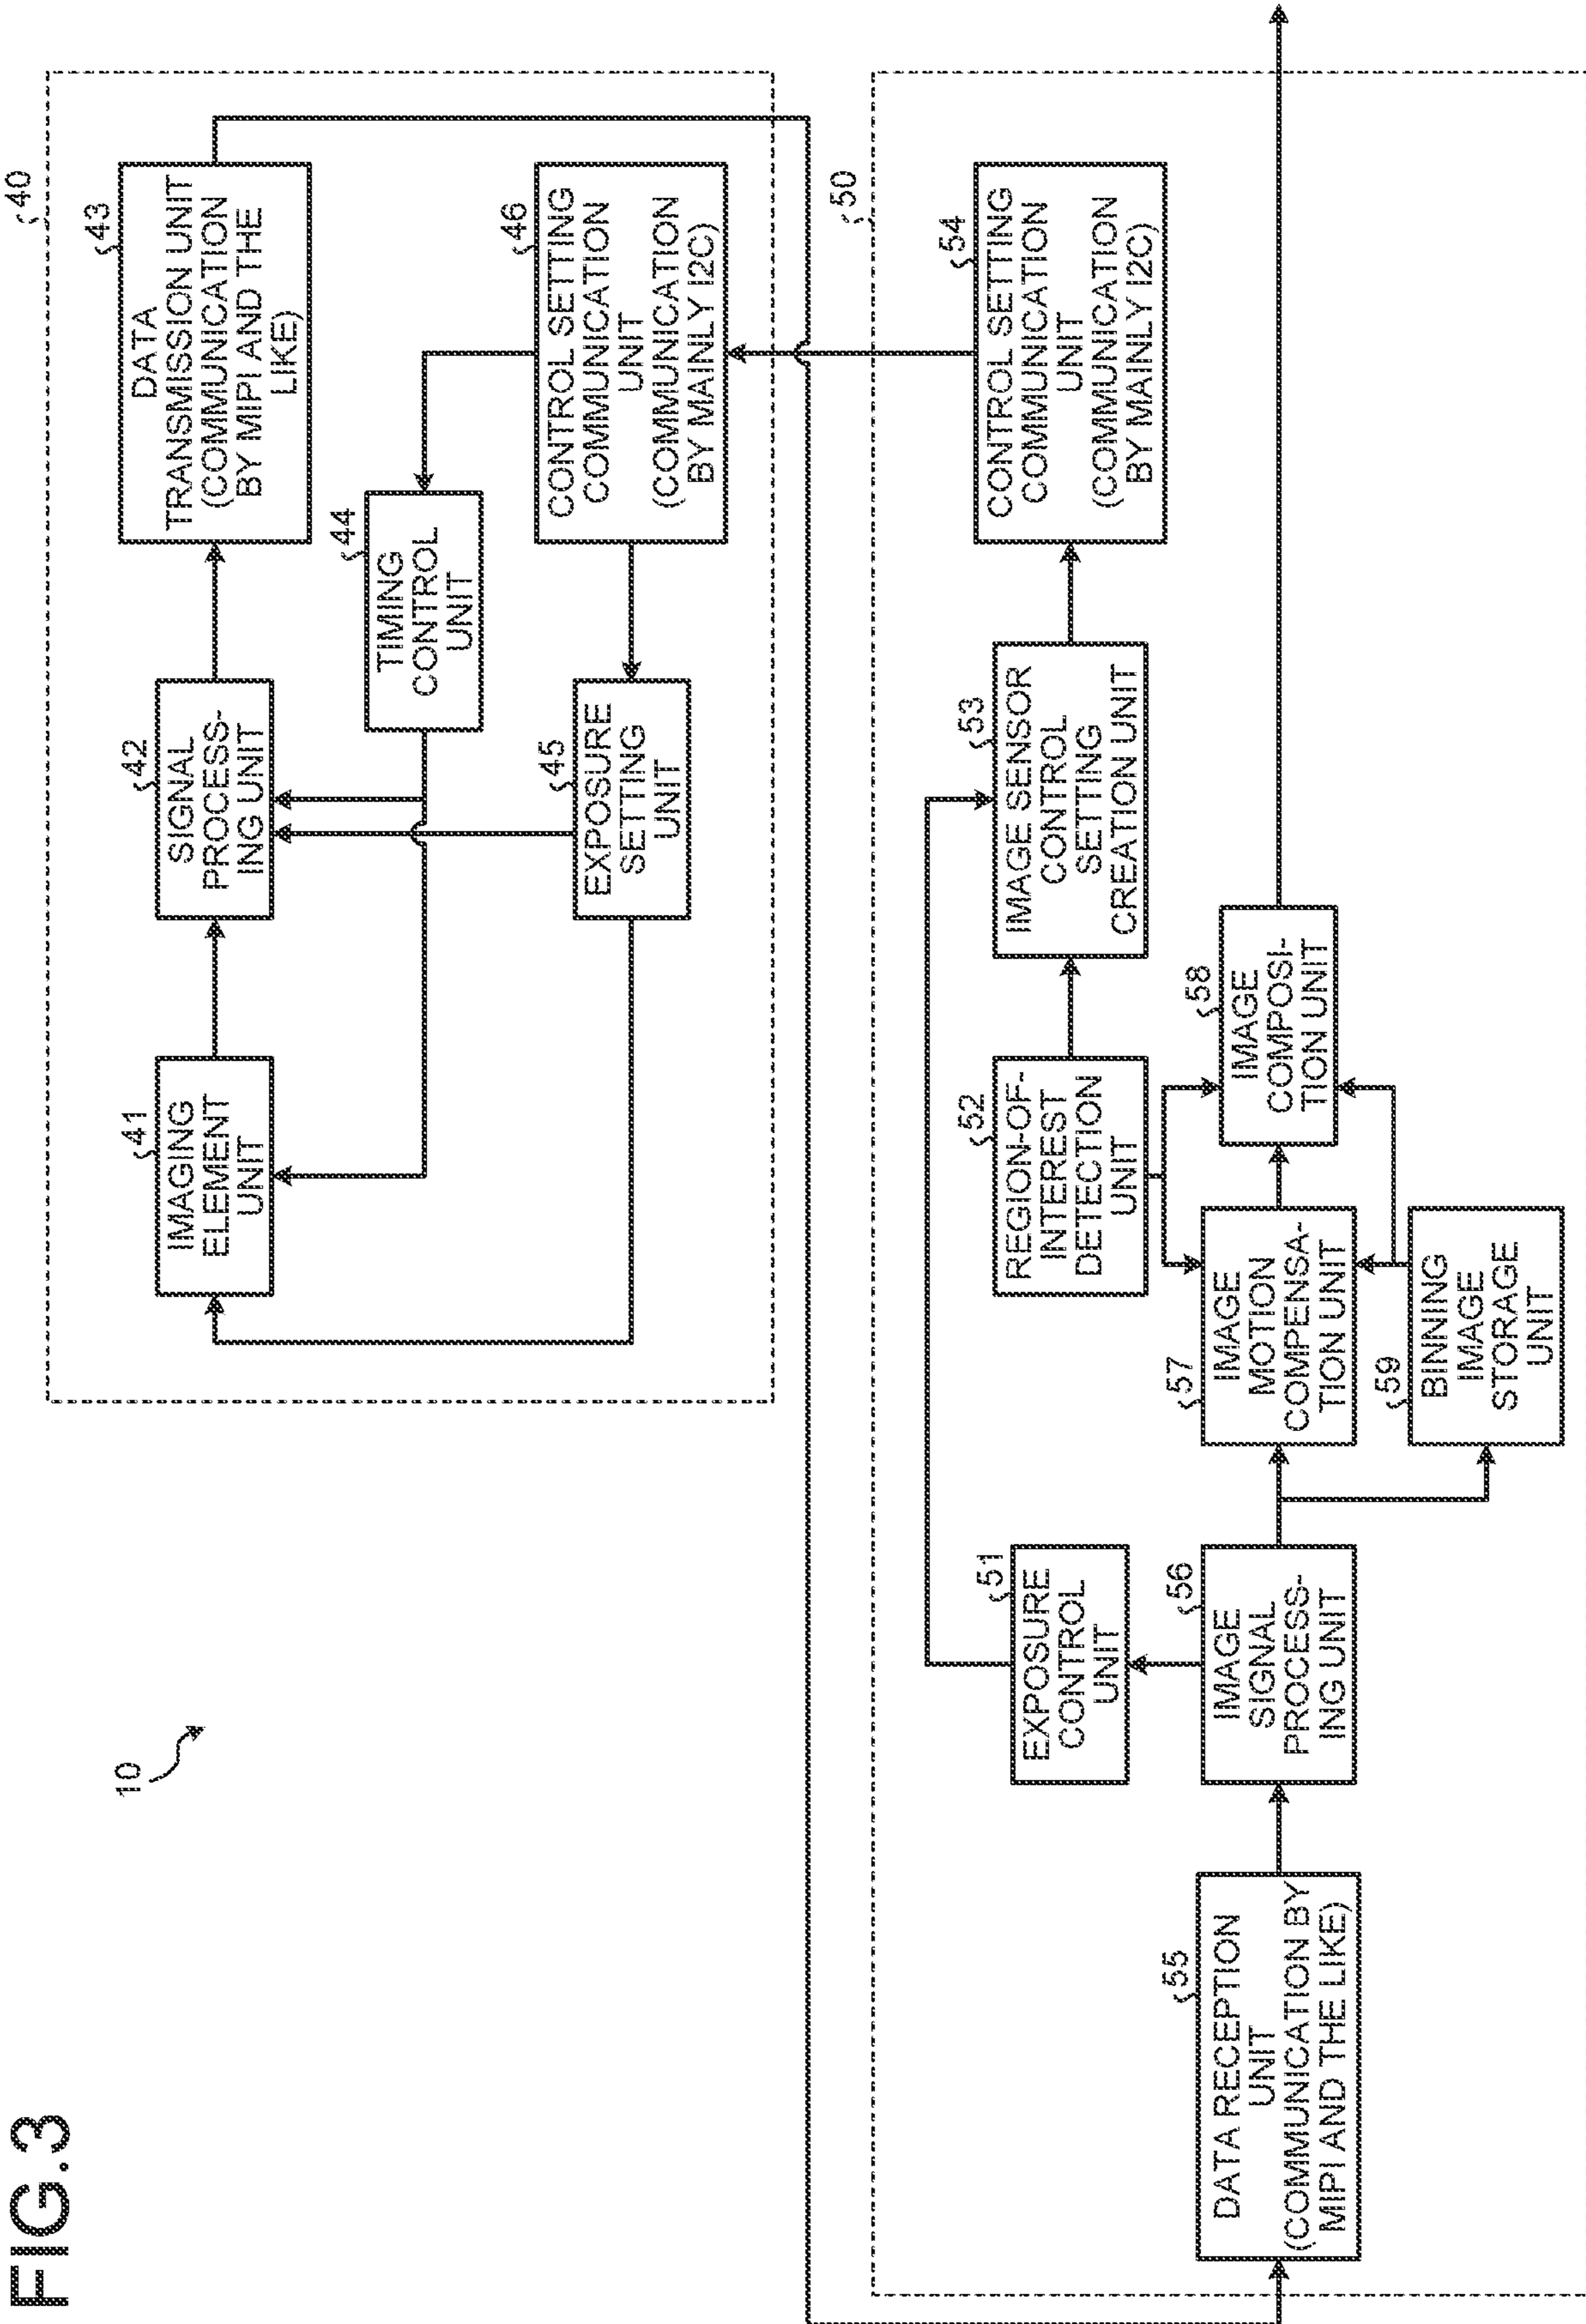 FIG.3
10
40
41
IMAGING
ELEMENT
UNIT
42
SIGNAL
PROCESS-
ING UNIT
43
DATA
TRANSMISSION UNIT
(COMMUNICATION
BY MIPI AND THE
LIKE)
44
TIMING
CONTROL
UNIT
45
EXPOSURE
SETTING
UNIT
46
CONTROL SETTING
COMMUNICATION
UNIT
(COMMUNICATION
BY MAINLY I2C)
50
51
EXPOSURE
CONTROL
UNIT
52
REGION-OF-
INTEREST
DETECTION
UNIT
53
IMAGE SENSOR
CONTROL
SETTING
CREATION UNIT
54
CONTROL SETTING
COMMUNICATION
UNIT
(COMMUNICATION
BY MAINLY I2C)
55
DATA RECEPTION
UNIT
(COMMUNICATION BY
MIPI AND THE LIKE)
56
IMAGE
SIGNAL
PROCESS-
ING UNIT
57
IMAGE
MOTION
COMPENSA-
TION UNIT
58
IMAGE
COMPOSI-
TION UNIT
59
BINNING
IMAGE
STORAGE
UNIT